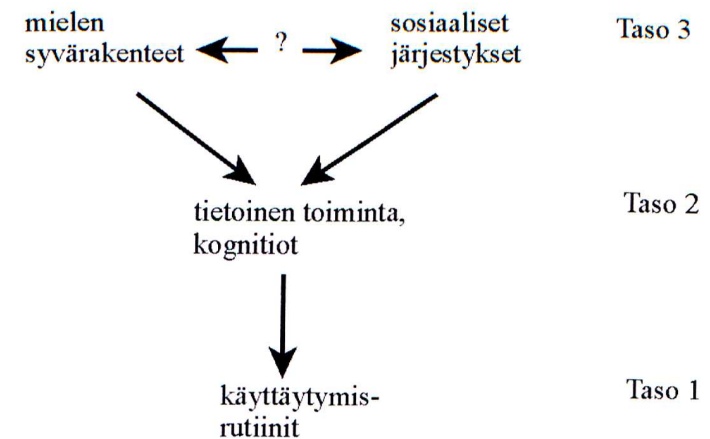 mielen
syvärakenteet
?
sosiaaliset
järjestykset
Taso 3
tietoinen toiminta,
kognitiot
Taso 2
käyttäytymis-
rutiinit
Taso 1